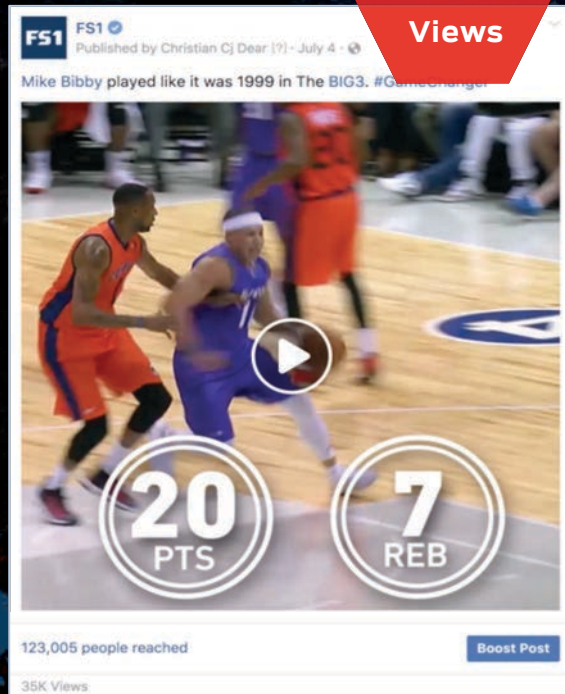 Views
FS1
FS1
Published by Christian Cj Dear [?] · July 4 ·
Mike Bibby played like it was 1999 in The BIG3. #GameChanger
20
PTS
7
REB
123,005 people reached
Boost Post
35K Views